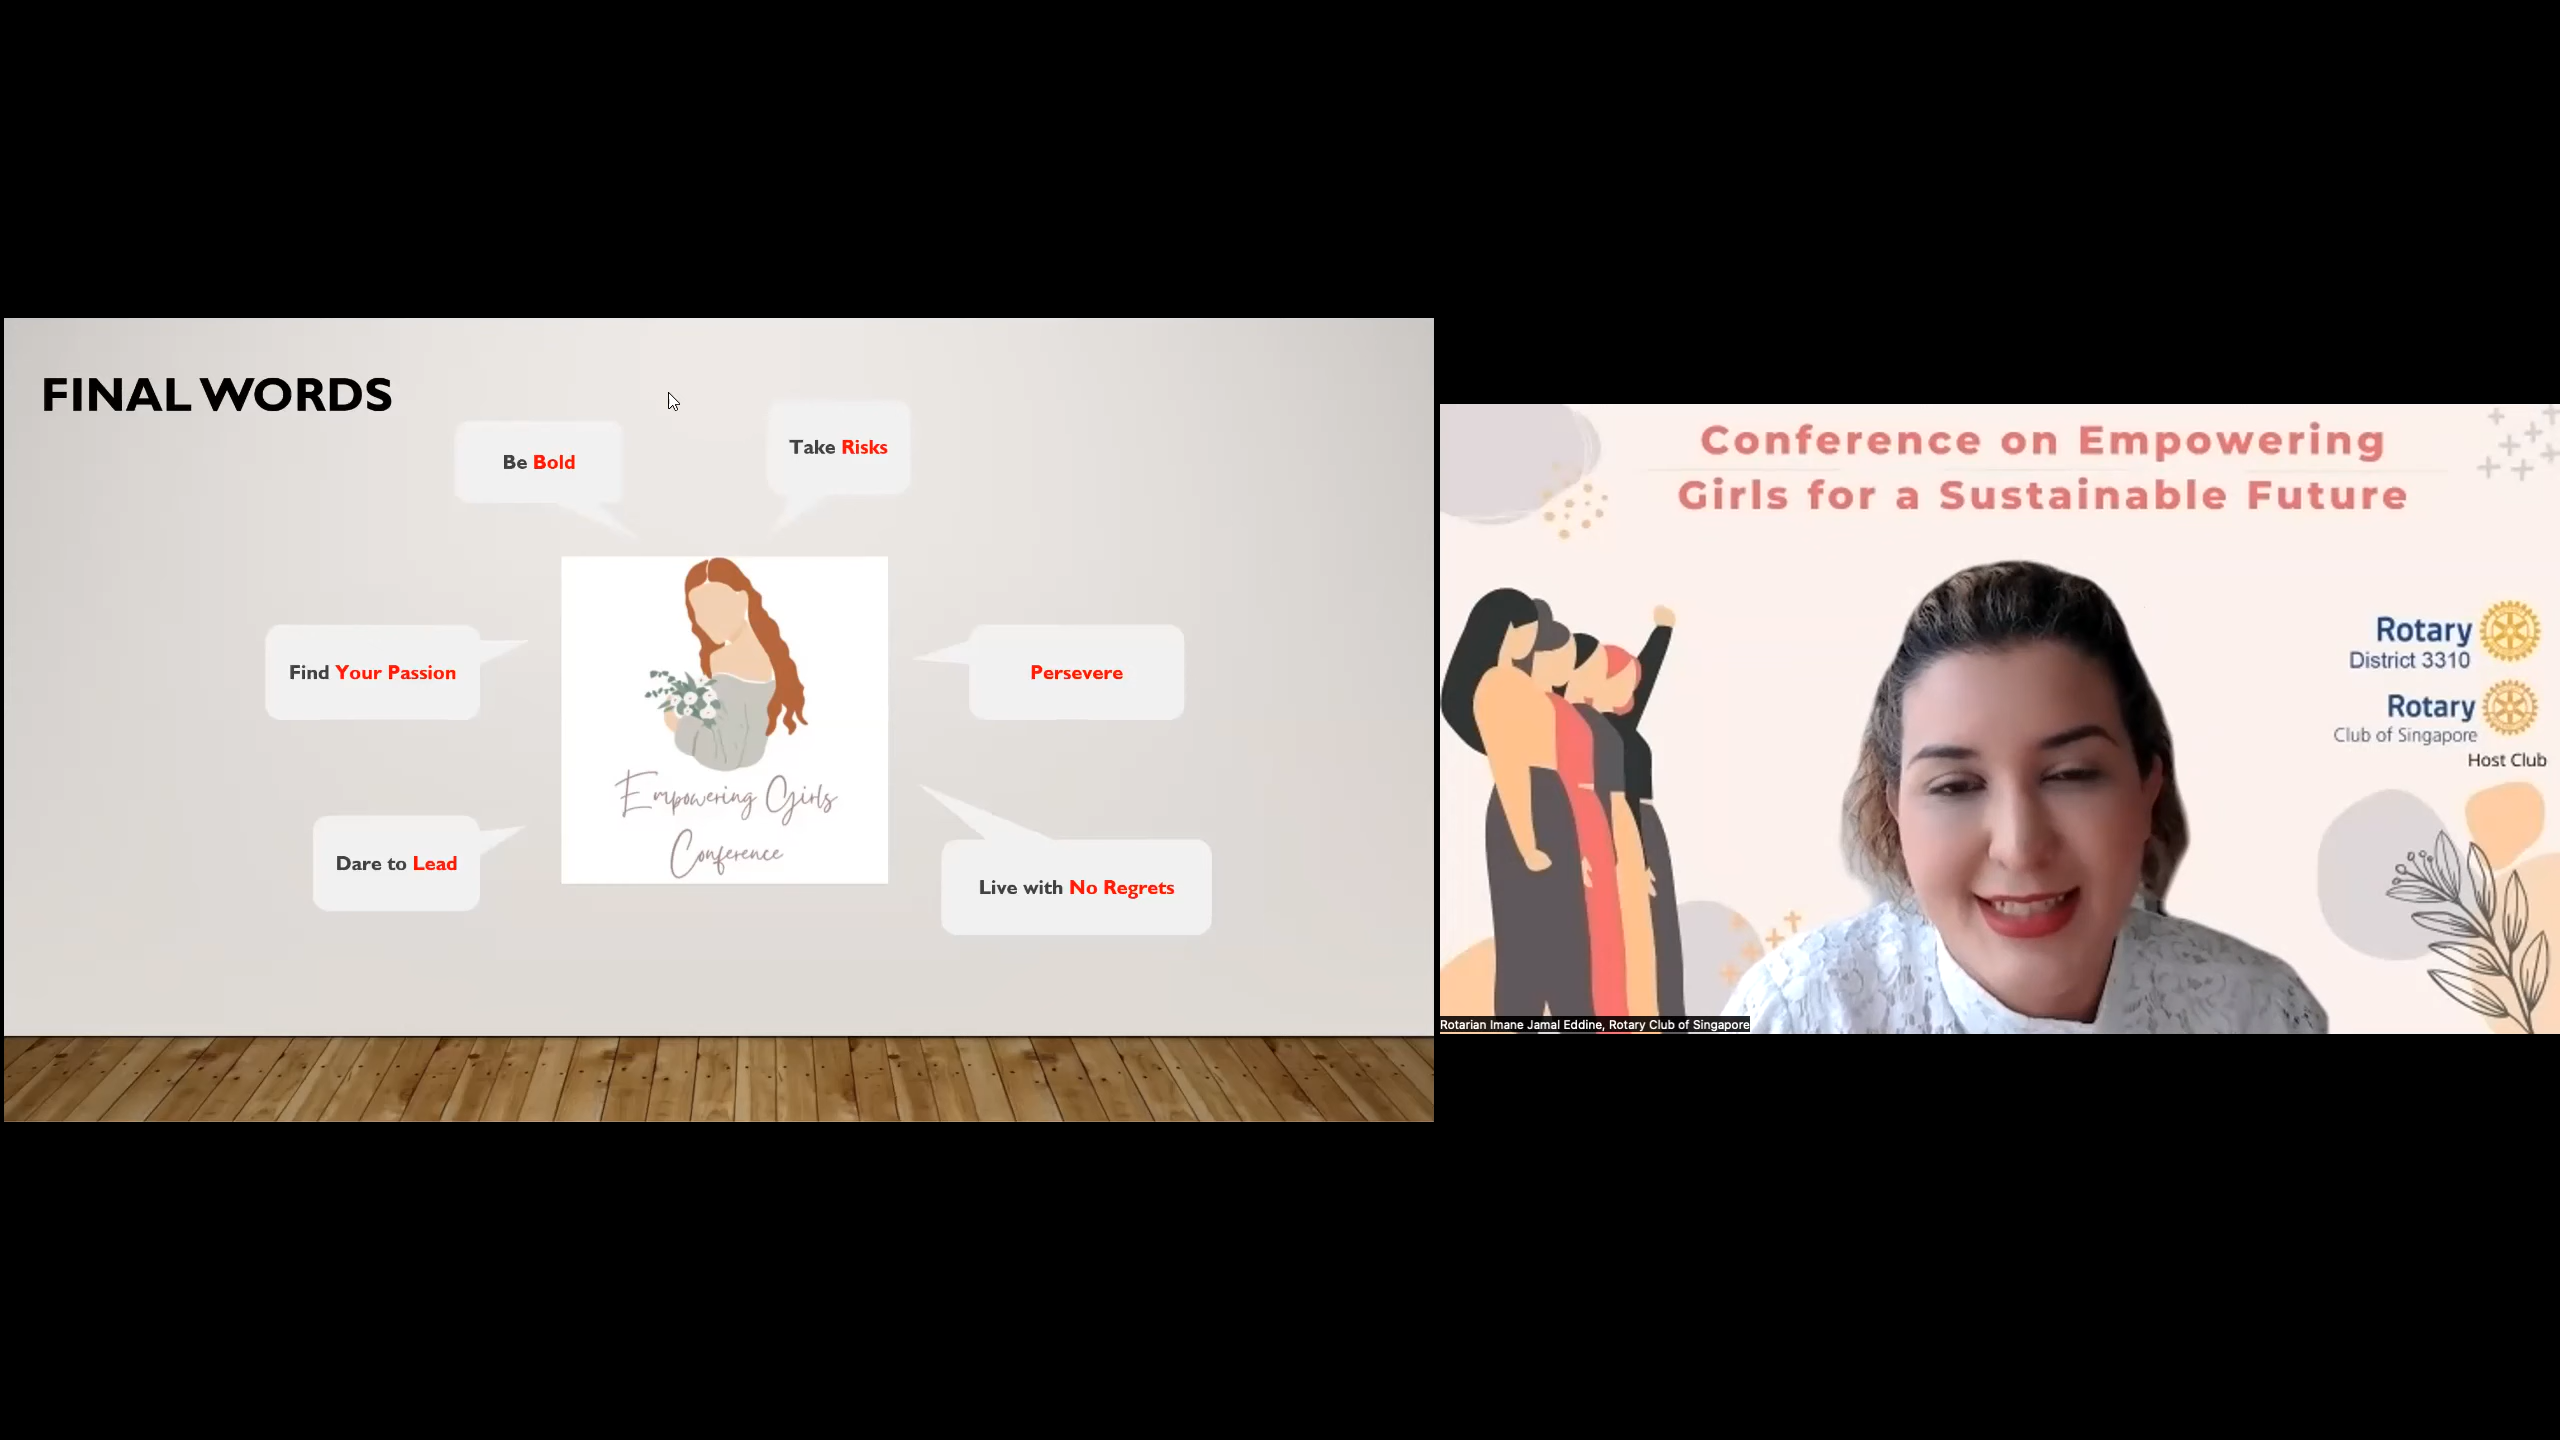 FINAL WORDS
Be Bold
Take Risks
Find Your Passion
Persevere
Dare to Lead
Live with No Regrets
Empowering Girls
Conference
Conference on Empowering
Girls for a Sustainable Future
Rotary
District 3310
Rotary
Club of Singapore
Host Club
Rotarian Imane Jamal Eddine, Rotary Club of Singapore